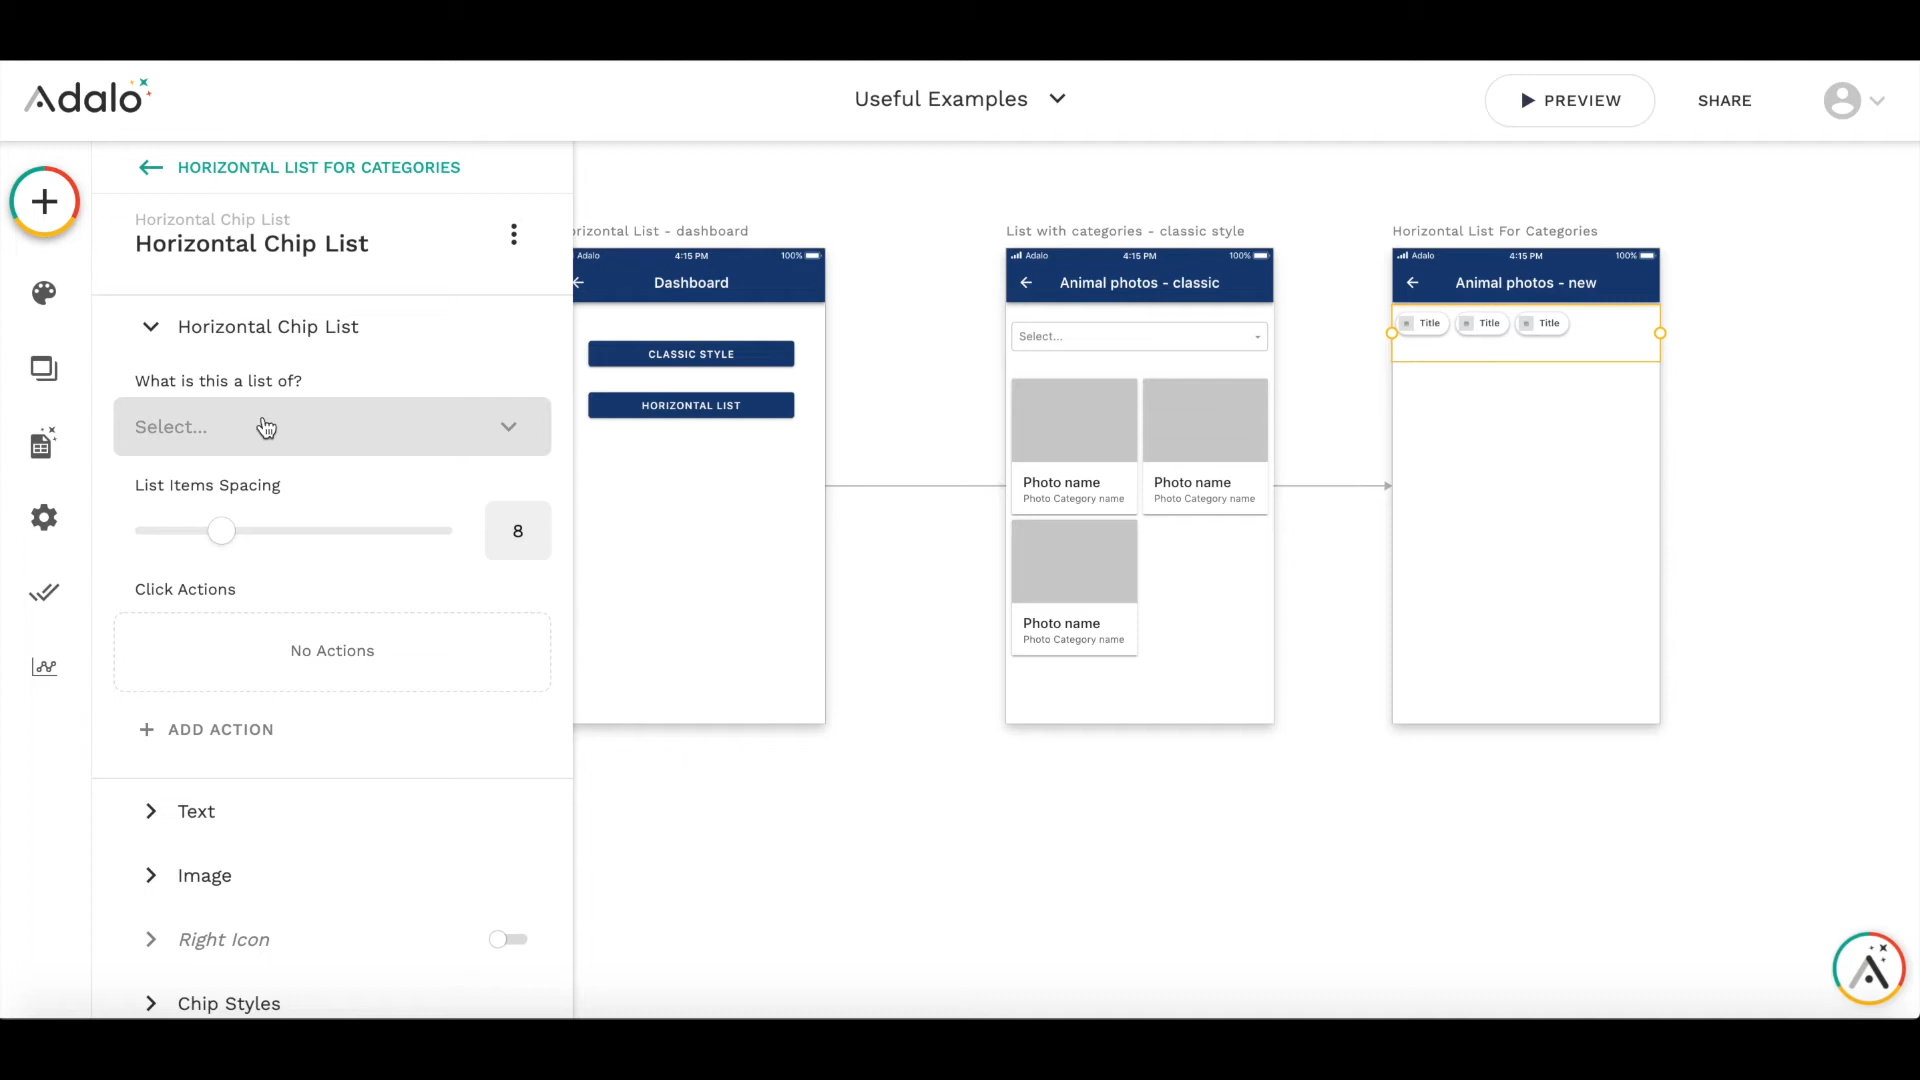 Adalo
Useful Examples
PREVIEW
SHARE
HORIZONTAL LIST FOR CATEGORIES
Horizontal Chip List
Horizontal Chip List
Horizontal Chip List
What is this a list of?
Select...
List Items Spacing
8
Click Actions
No Actions
+ ADD ACTION
Text
Image
Right Icon
Chip Styles
orizontal List - dashboard
Adalo 4:15 PM 100%
Dashboard
CLASSIC STYLE
HORIZONTAL LIST
List with categories - classic style
Adalo 4:15 PM 100%
Animal photos - classic
Select...
Photo name
Photo Category name
Photo name
Photo Category name
Photo name
Photo Category name
Horizontal List For Categories
Adalo 4:15 PM 100%
Animal photos - new
Title Title Title